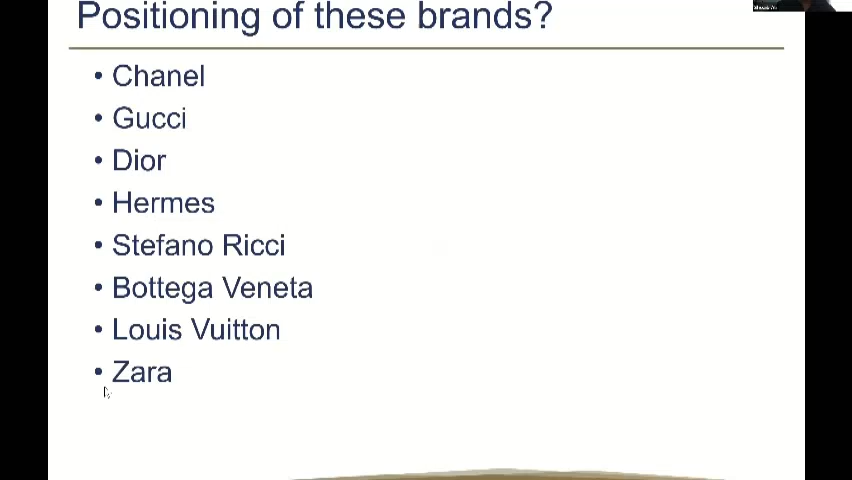 Positioning of these brands?
• Chanel
• Gucci
• Dior
• Hermes
• Stefano Ricci
• Bottega Veneta
• Louis Vuitton
• Zara